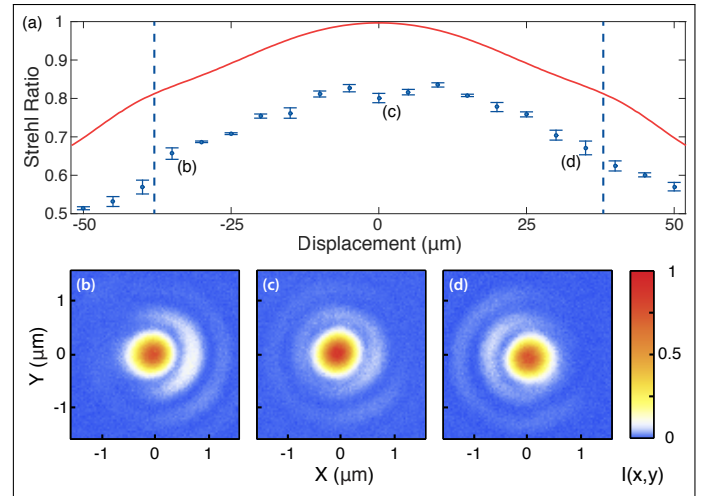 (a)
1
0.9
0.8
0.7
0.6
0.5
Strehl Ratio
(b)
(c)
(d)
-50
-25
0
25
50
Displacement (μm)
(b)
(c)
(d)
1
0
-1
Y (μm)
-1
0
1
-1
0
1
-1
0
1
X (μm)
1
0.5
0
I(x,y)